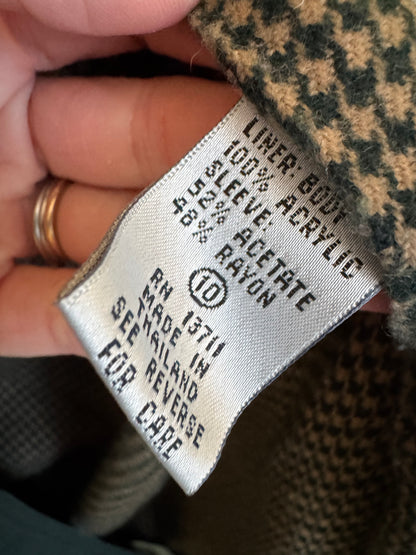 LINER: BODY
100% ACRYLIC
SLEEVE:
52% ACETATE
48% RAYON
10
RN 13711
MADE IN
THAILAND
SEE REVERSE
FOR CARE